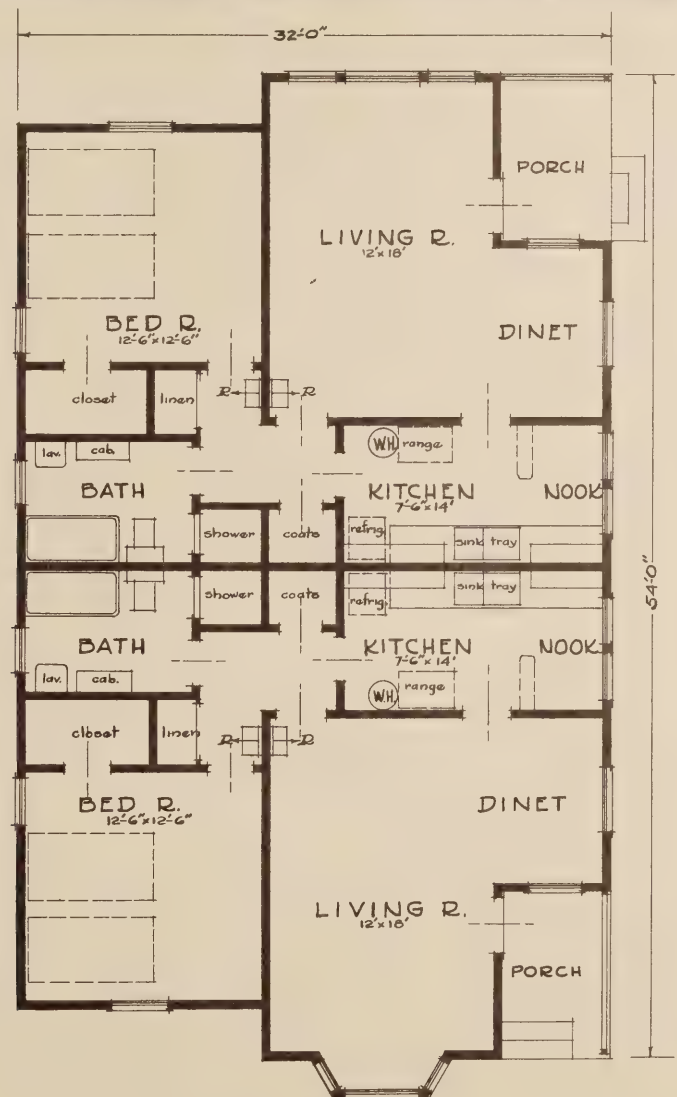 32'-0"
PORCH
LIVING R.
12'x18'
BED R.
12'-6"x12'-6"
DINET
closet
linen
R
R
W.H.
range
lav.
cab.
BATH
KITCHEN
7'-6"x14'
NOOK
shower
coats
refrig.
sink
tray
54'-0"
shower
coats
refrig.
sink
tray
BATH
KITCHEN
7'-6"x14'
NOOK
lav.
cab.
W.H.
range
closet
linen
R
R
BED R.
12'-6"x12'-6"
DINET
LIVING R.
12'x18'
PORCH